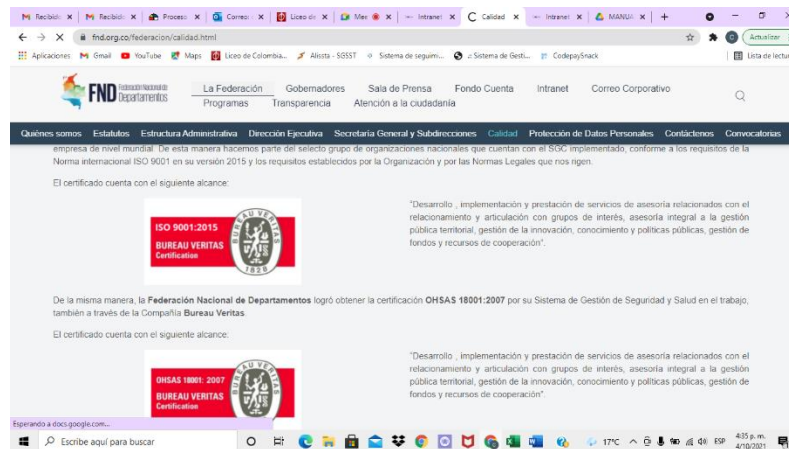 Recibido
Recibido
Proceso
Correo
Liceo de
Mer
Intranet
Calidad
Intranet
MANUA
fnd.org.co/federacion/calidad.html
Actualizar
Aplicaciones
Gmail
YouTube
Maps
Liceo de Colombia...
Alissta - SGSST
Sistema de seguim...
Sistema de Gesti...
CodepaySnack
Lista de lectu
FND Federación Nacional de Departamentos
La Federación Gobernadores Sala de Prensa Fondo Cuenta Intranet Correo Corporativo
Programas Transparencia Atención a la ciudadanía
Quiénes somos Estatutos Estructura Administrativa Dirección Ejecutiva Secretaría General y Subdirecciones Calidad Protección de Datos Personales Contáctenos Convocatorias
empresa de nivel mundial. De esta manera hacemos parte del selecto grupo de organizaciones nacionales que cuentan con el SGC implementado, conforme a los requisitos de la
Norma internacional ISO 9001 en su versión 2015 y los requisitos establecidos por la Organización y por las Normas Legales que nos rigen.
El certificado cuenta con el siguiente alcance:
ISO 9001:2015
BUREAU VERITAS
Certification
1828
"Desarrollo , implementación y prestación de servicios de asesoría relacionados con el
relacionamiento y articulación con grupos de interés, asesoría integral a la gestión
pública territorial, gestión de la innovación, conocimiento y políticas públicas, gestión de
fondos y recursos de cooperación".
De la misma manera, la Federación Nacional de Departamentos logró obtener la certificación OHSAS 18001:2007 por su Sistema de Gestión de Seguridad y Salud en el trabajo,
también a través de la Compañía Bureau Veritas
El certificado cuenta con el siguiente alcance:
OHSAS 18001: 2007
BUREAU VERITAS
Certification
"Desarrollo , implementación y prestación de servicios de asesoría relacionados con el
relacionamiento y articulación con grupos de interés, asesoría integral a la gestión
pública territorial, gestión de la innovación, conocimiento y políticas públicas, gestión de
fondos y recursos de cooperación".
Esperando a docs.google.com...
Escribe aquí para buscar
17°C
ESP
4:35 p. m.
4/10/2021